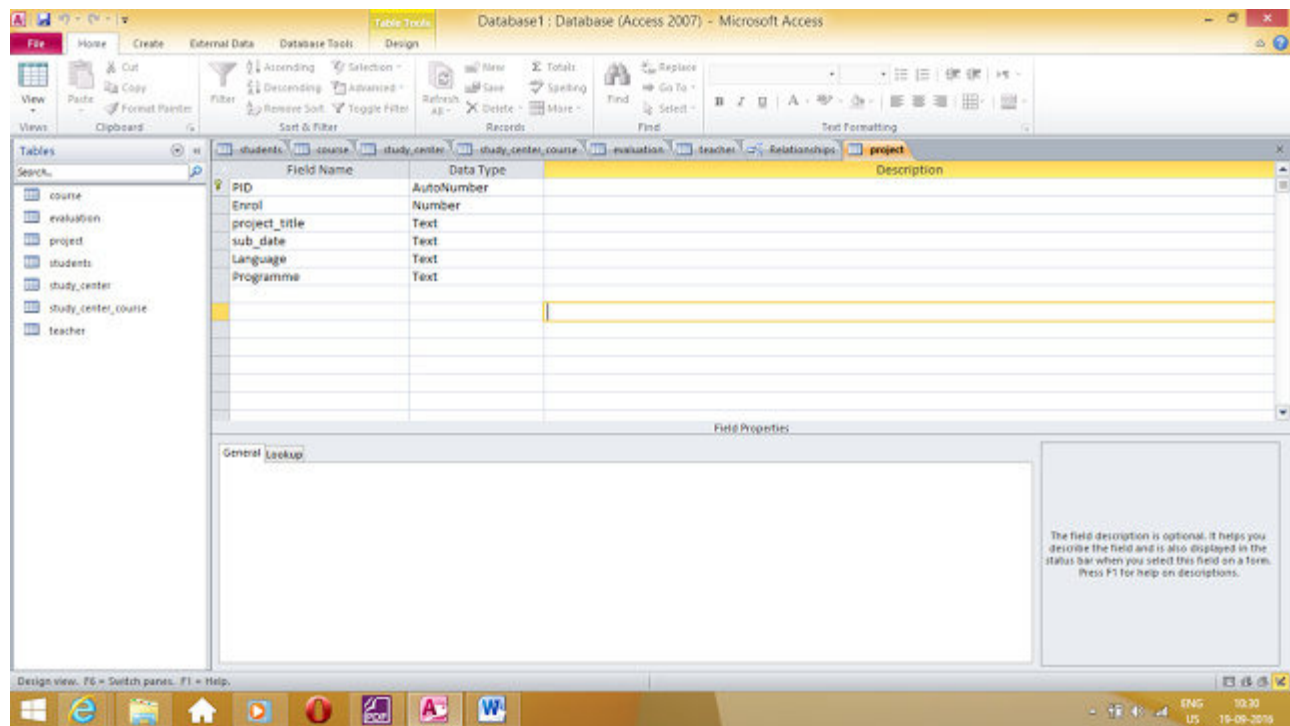 Table Tools
Database1 : Database (Access 2007) - Microsoft Access
File Home Create External Data Database Tools Design
View
Paste
Cut
Copy
Format Painter
Filter
Ascending
Descending
Remove Sort
Selection
Advanced
Toggle Filter
Refresh All
New
Save
Delete
Totals
Spelling
More
Find
Replace
Go To
Select
B I U A
Views Clipboard Sort & Filter Records Find Text Formatting
Tables
Search..
course
evaluation
project
students
study_center
study_center_course
teacher
students course study_center study_center_course evaluation teacher Relationships project
Field Name Data Type Description
PID AutoNumber
Enrol Number
project_title Text
sub_date Text
Language Text
Programme Text
Field Properties
General Lookup
The field description is optional. It helps you
describe the field and is also displayed in the
status bar when you select this field on a form.
Press F1 for help on descriptions.
Design view. F6 = Switch panes. F1 = Help.
ENG 10:30
US 19-09-2016